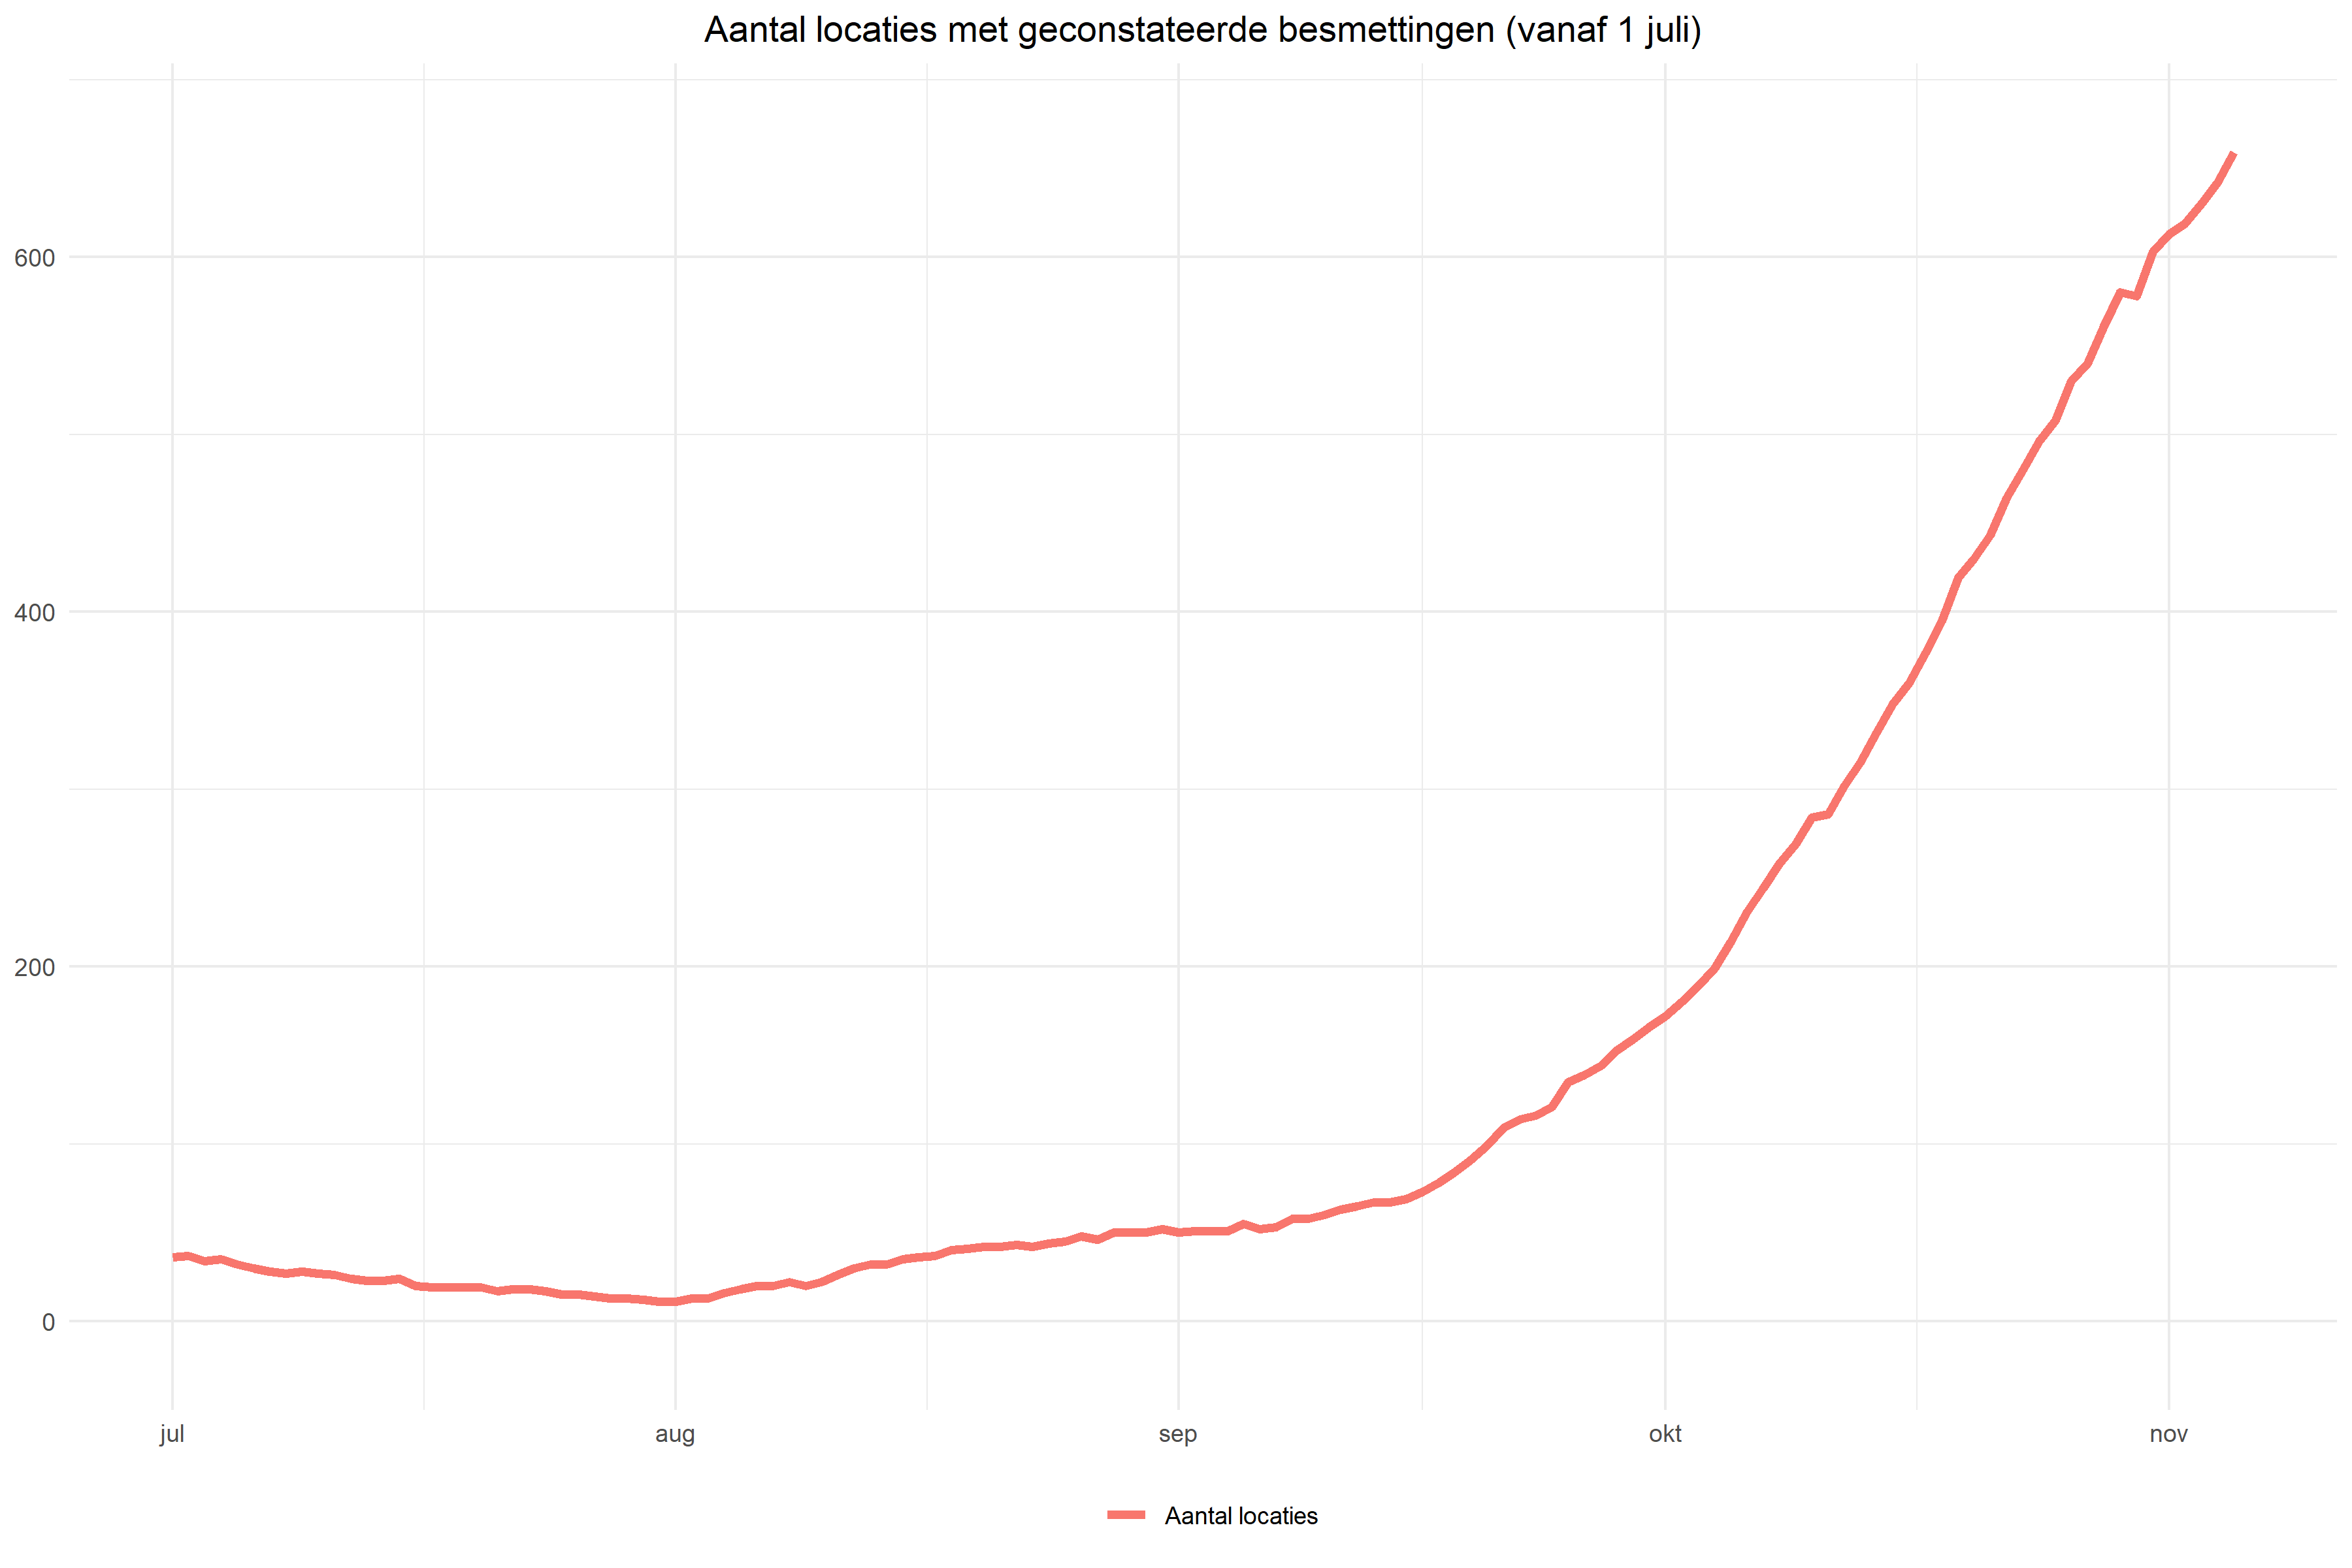 Aantal locaties met geconstateerde besmettingen (vanaf 1 juli)
600
400
200
0
jul aug sep okt nov
Aantal locaties